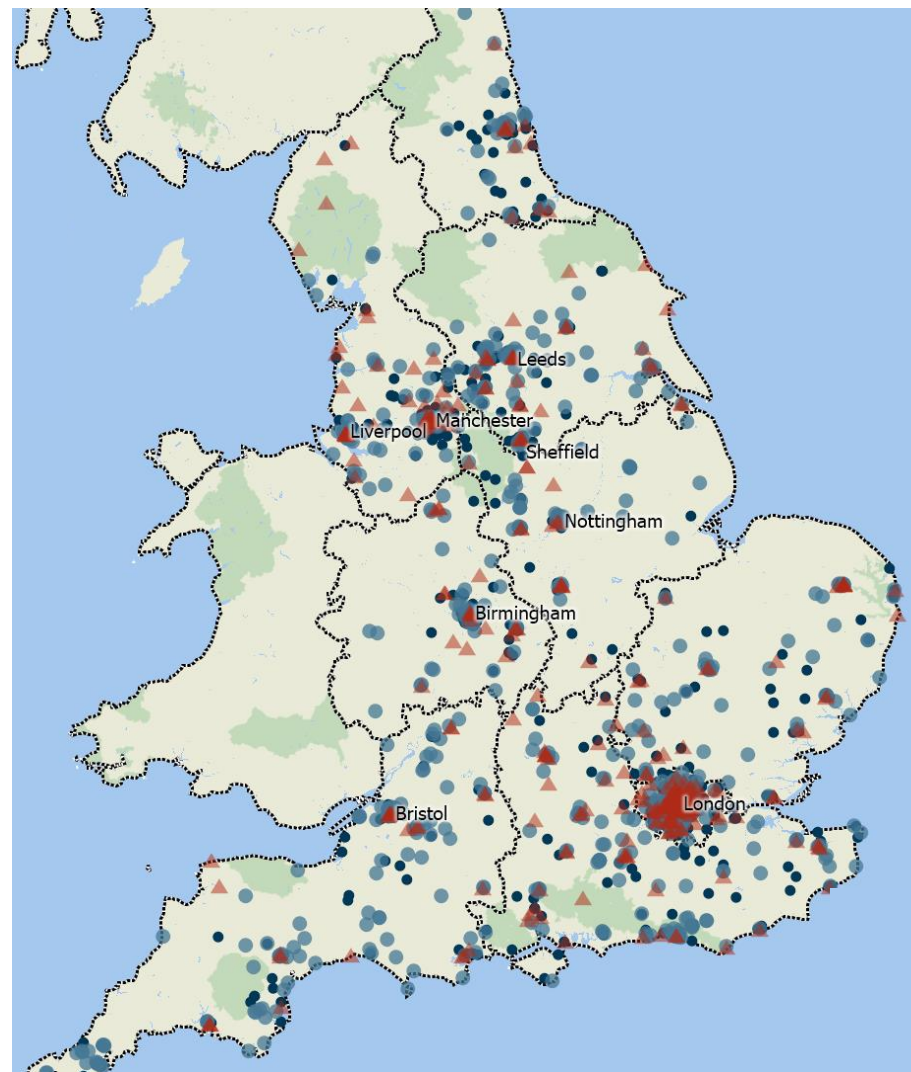 Leeds
Manchester
Liverpool
Sheffield
Nottingham
Birmingham
London
Bristol